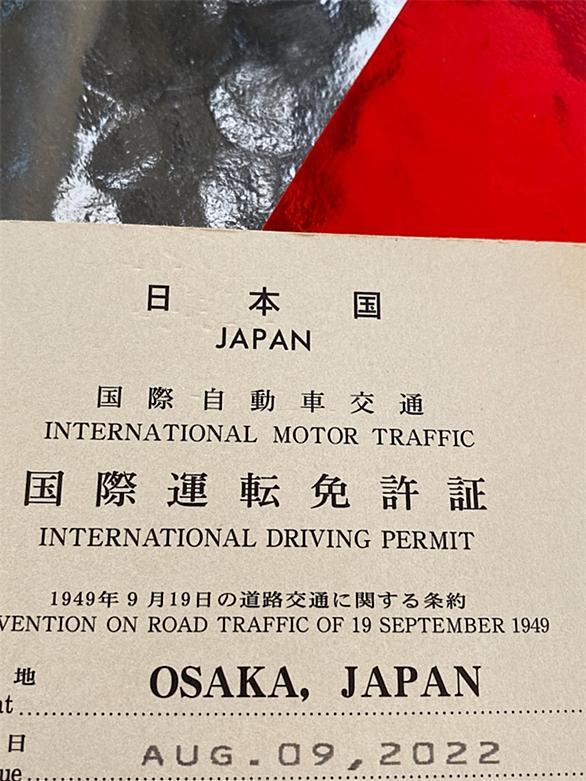 日本国
JAPAN
国際自動車交通
INTERNATIONAL MOTOR TRAFFIC
国際運転免許証
INTERNATIONAL DRIVING PERMIT
1949年9月19日の道路交通に関する条約
VENTION ON ROAD TRAFFIC OF 19 SEPTEMBER 1949
地
at OSAKA, JAPAN
日
ue AUG.09,2022